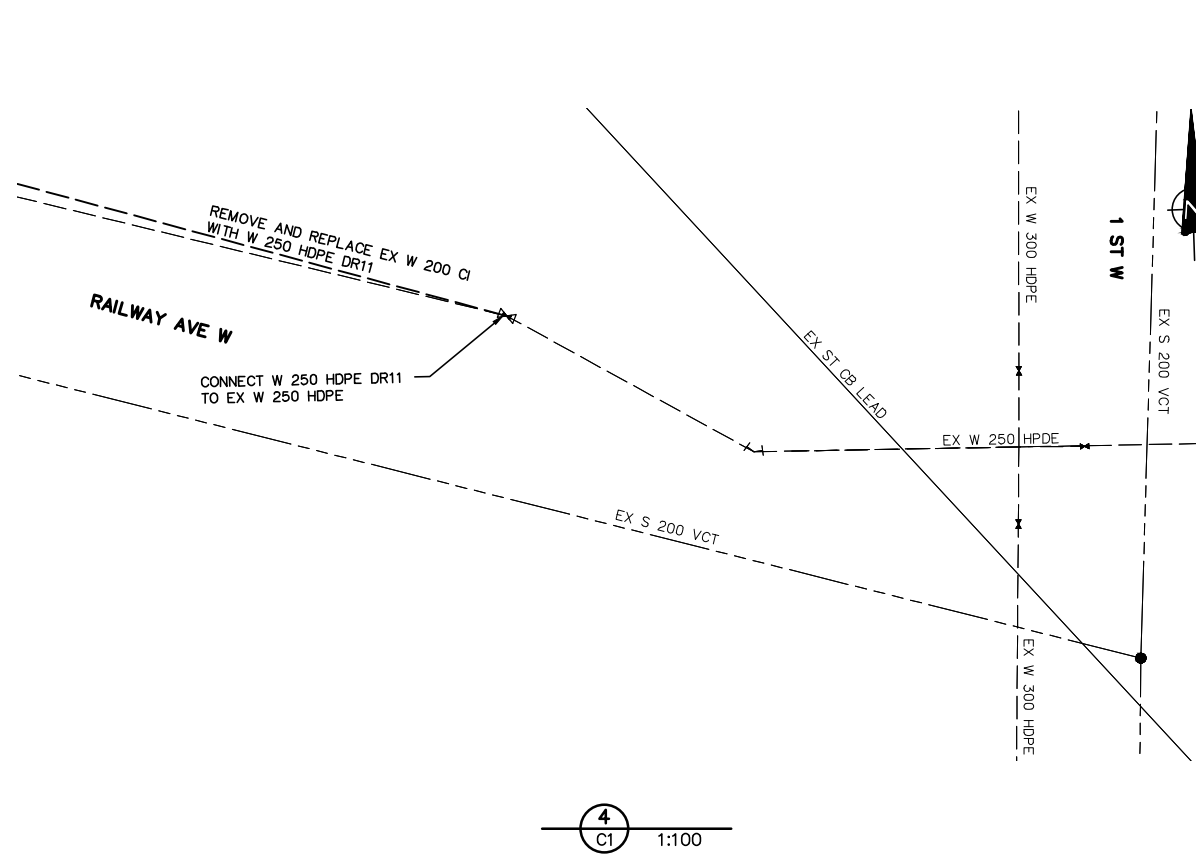 REMOVE AND REPLACE EX W 200 CI
WITH W 250 HDPE DR11
RAILWAY AVE W
CONNECT W 250 HDPE DR11
TO EX W 250 HDPE
EX ST CB LEAD
EX W 300 HDPE
1 ST W
Z
EX S 200 VCT
EX W 250 HPDE
EX S 200 VCT
EX W 300 HDPE
4
C1
1:100